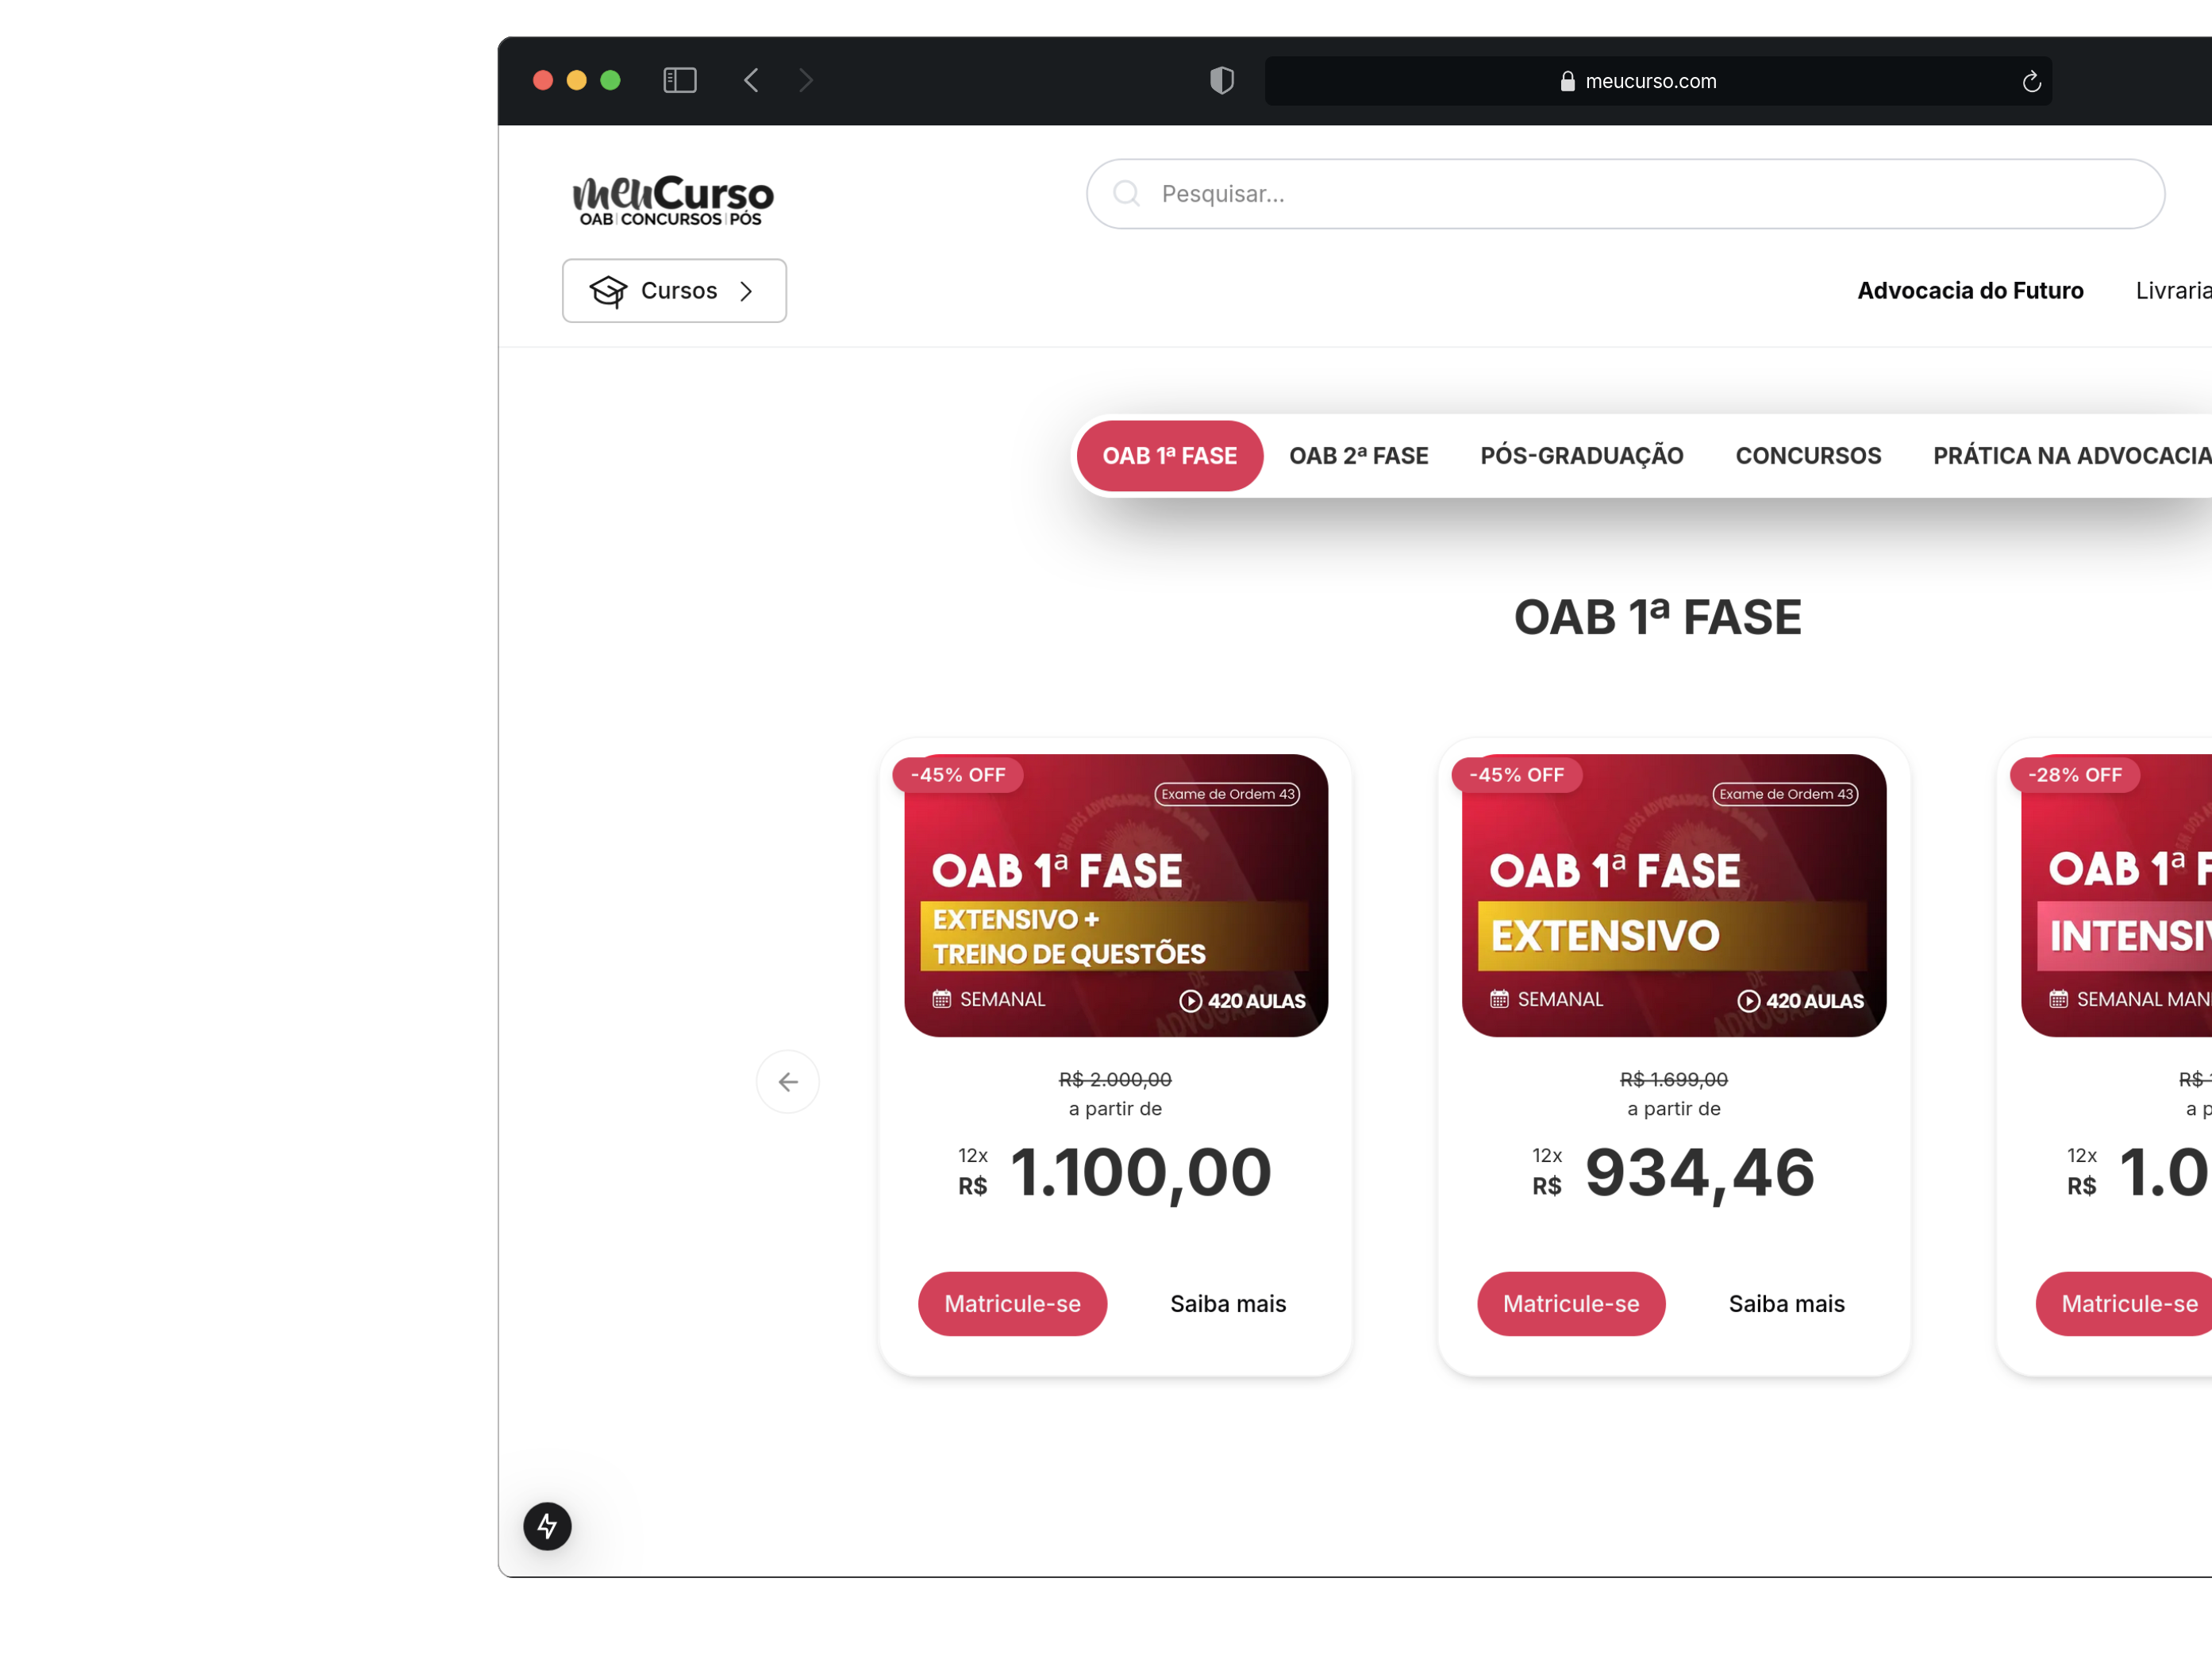 meucurso.com
meuCurso
OAB | CONCURSOS | PÓS
Pesquisar...
Cursos
Advocacia do Futuro
Livraria
OAB 1ª FASE
OAB 2ª FASE
PÓS-GRADUAÇÃO
CONCURSOS
PRÁTICA NA ADVOCACIA
OAB 1ª FASE
-45% OFF
Exame de Ordem 43
OAB 1ª FASE
EXTENSIVO +
TREINO DE QUESTÕES
SEMANAL
420 AULAS
R$ 2.000,00
a partir de
12x
R$ 1.100,00
Matricule-se
Saiba mais
-45% OFF
Exame de Ordem 43
OAB 1ª FASE
EXTENSIVO
SEMANAL
420 AULAS
R$ 1.699,00
a partir de
12x
R$ 934,46
Matricule-se
Saiba mais
-28% OFF
OAB 1ª
SEMANAL
R$
a
12x
R$ 1.0
Matricule-se